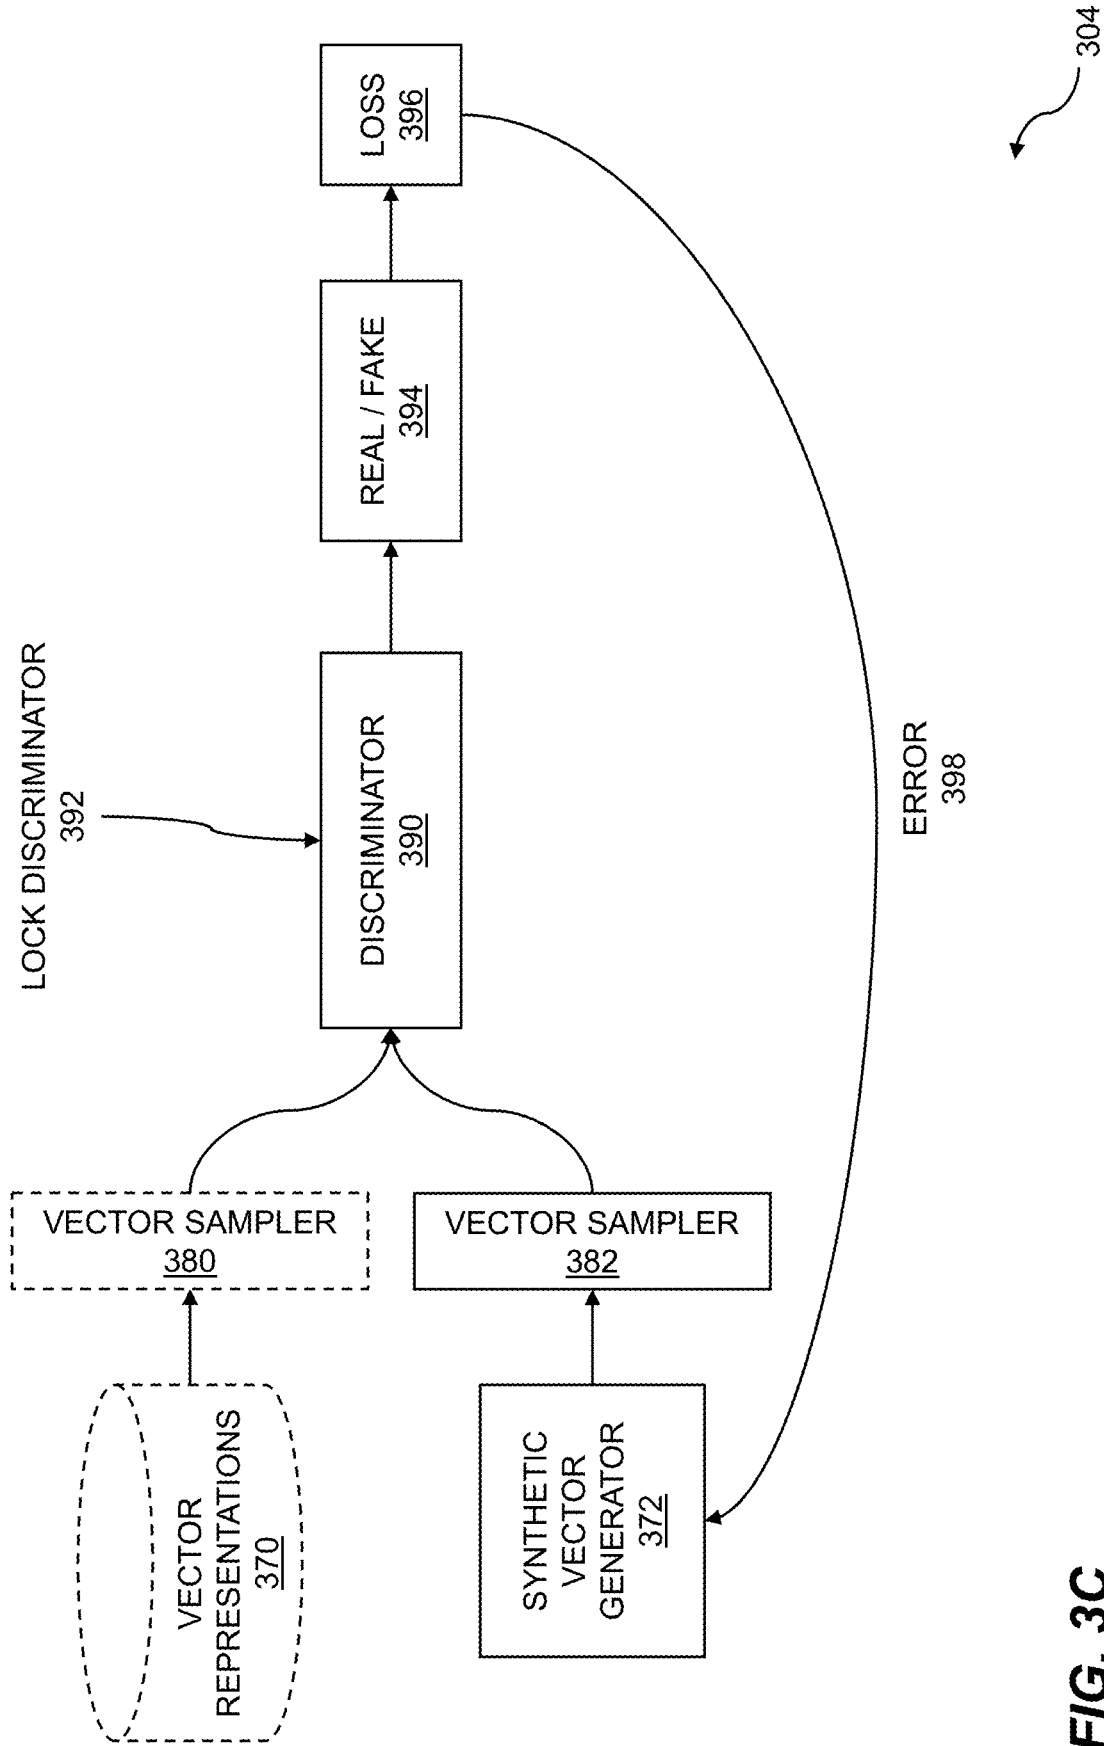 LOCK DISCRIMINATOR
392
VECTOR
REPRESENTATIONS
370
VECTOR SAMPLER
380
SYNTHETIC
VECTOR
GENERATOR
372
VECTOR SAMPLER
382
DISCRIMINATOR
390
REAL / FAKE
394
LOSS
396
ERROR
398
304
FIG. 3C